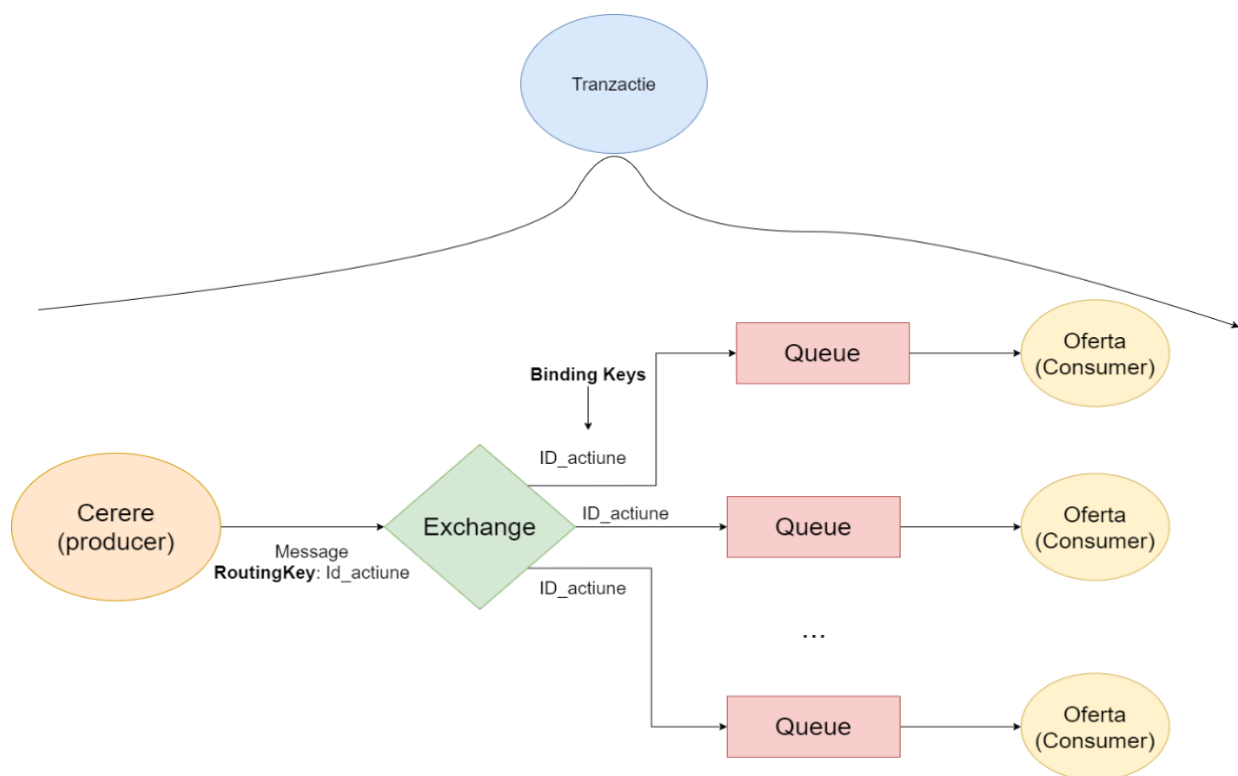 Tranzactie
Queue
Oferta
(Consumer)
Binding Keys
ID_actiune
Cerere
(producer)
Message
RoutingKey: Id_actiune
Exchange
ID_actiune
Queue
Oferta
(Consumer)
ID_actiune
...
Queue
Oferta
(Consumer)